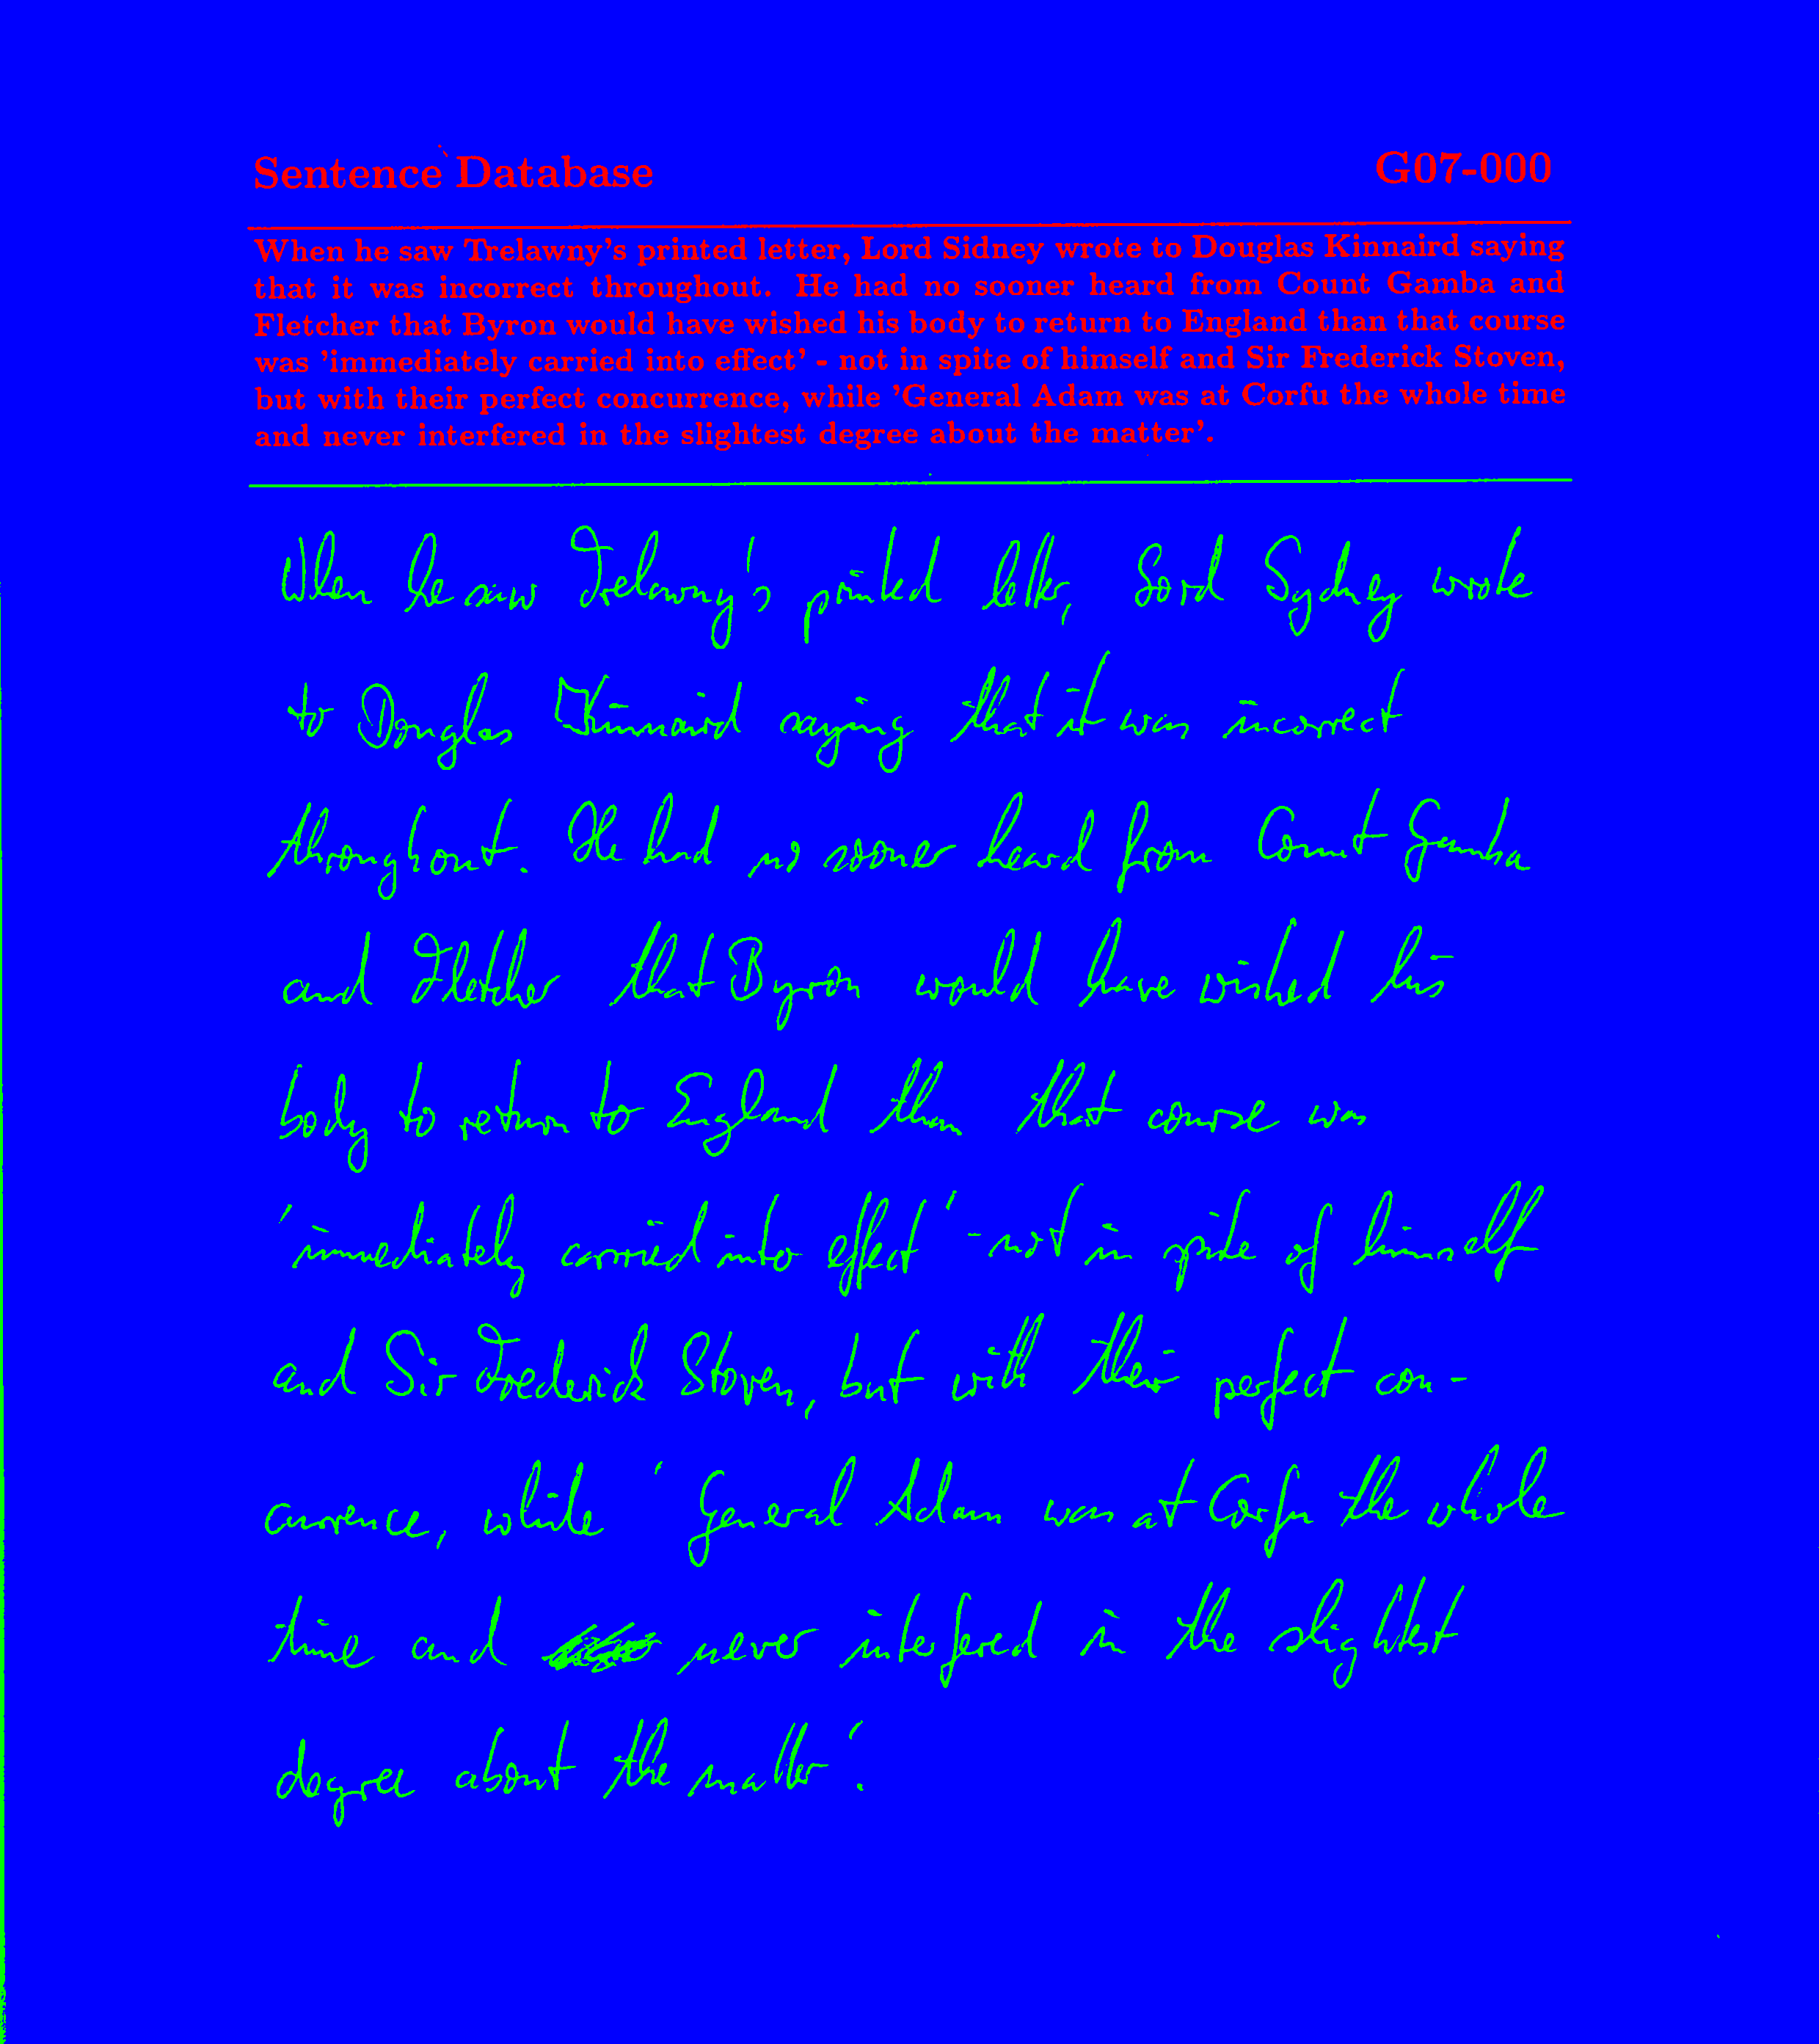 Sentence Database G07-000
When he saw Trelawny's printed letter, Lord Sidney wrote to Douglas Kinnaird saying
that it was incorrect throughout. He had no sooner heard from Count Gamba and
Fletcher that Byron would have wished his body to return to England than that course
was 'immediately carried into effect' - not in spite of himself and Sir Frederick Stoven,
but with their perfect concurrence, while 'General Adam was at Corfu the whole time
and never interfered in the slightest degree about the matter'.
When he saw Trelawny's printed letter, Lord Sydney wrote
to Douglas Kinnaird saying that it was incorrect
throughout. He had no sooner heard from Count Gamba
and Fletcher that Byron would have wished his
body to return to England than that course was
'immediately carried into effect' - not in spite of himself
and Sir Frederick Stoven, but with their perfect con-
currence, while 'General Adam was at Corfu the whole
time and never interfered in the slightest
degree about the matter'.